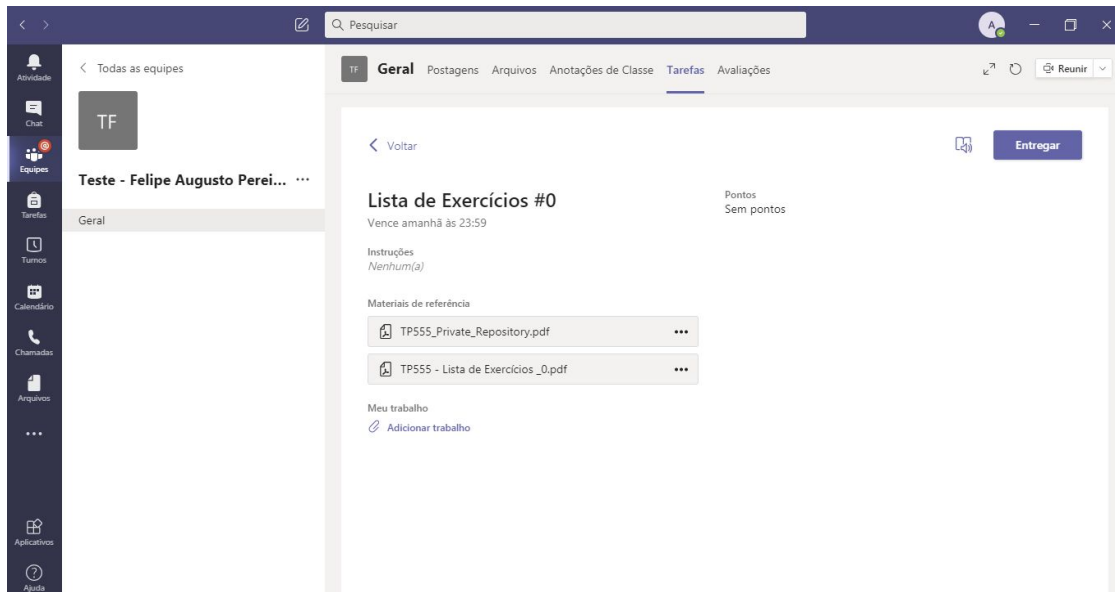 Pesquisar
A
Atividade
Chat
Equipes
Tarefas
Turnos
Calendário
Chamadas
Arquivos
Aplicativos
Ajuda
Todas as equipes
TF
Teste - Felipe Augusto Perei... ...
Geral
TF Geral Postagens Arquivos Anotações de Classe Tarefas Avaliações
Reunir
Voltar
Entregar
Lista de Exercícios #0
Vence amanhã às 23:59
Instruções
Nenhum(a)
Materiais de referência
TP555_Private_Repository.pdf
TP555 - Lista de Exercícios _0.pdf
Meu trabalho
Adicionar trabalho
Pontos
Sem pontos